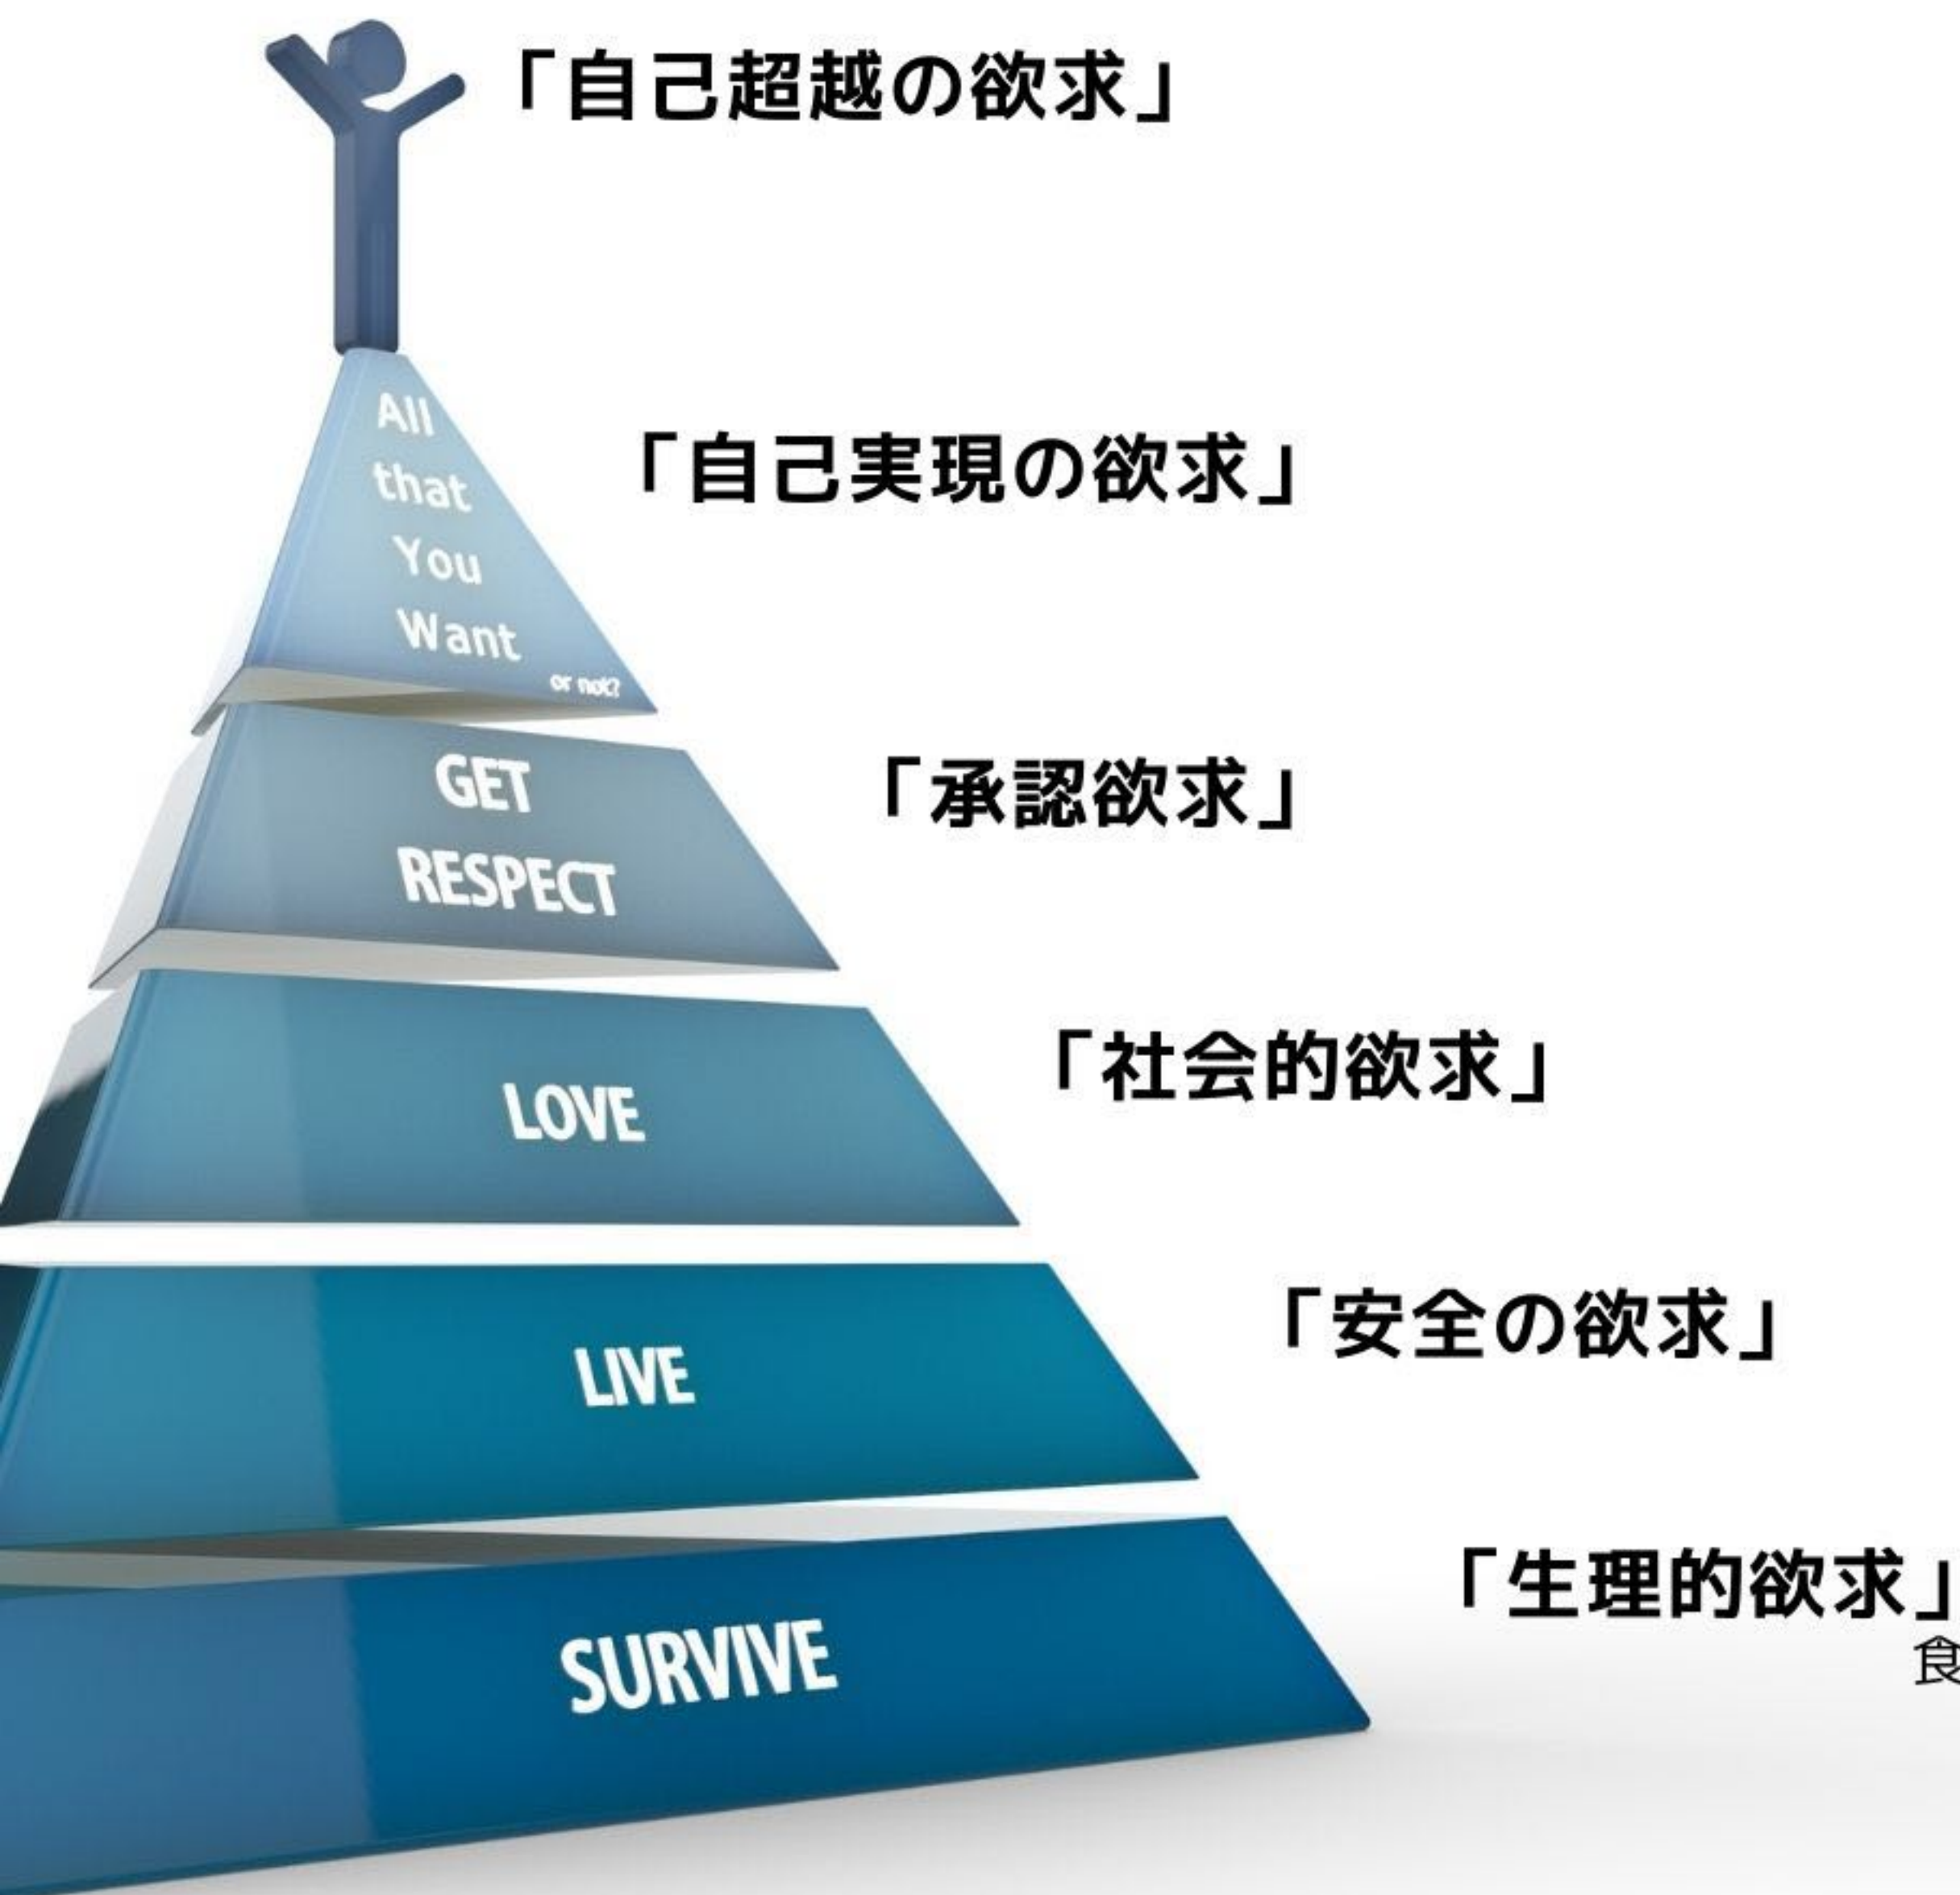 「自己超越の欲求」
All
that
You
Want
or not?
「自己実現の欲求」
GET
RESPECT
「承認欲求」
LOVE
「社会的欲求」
LIVE
「安全の欲求」
SURVIVE
「生理的欲求」
食